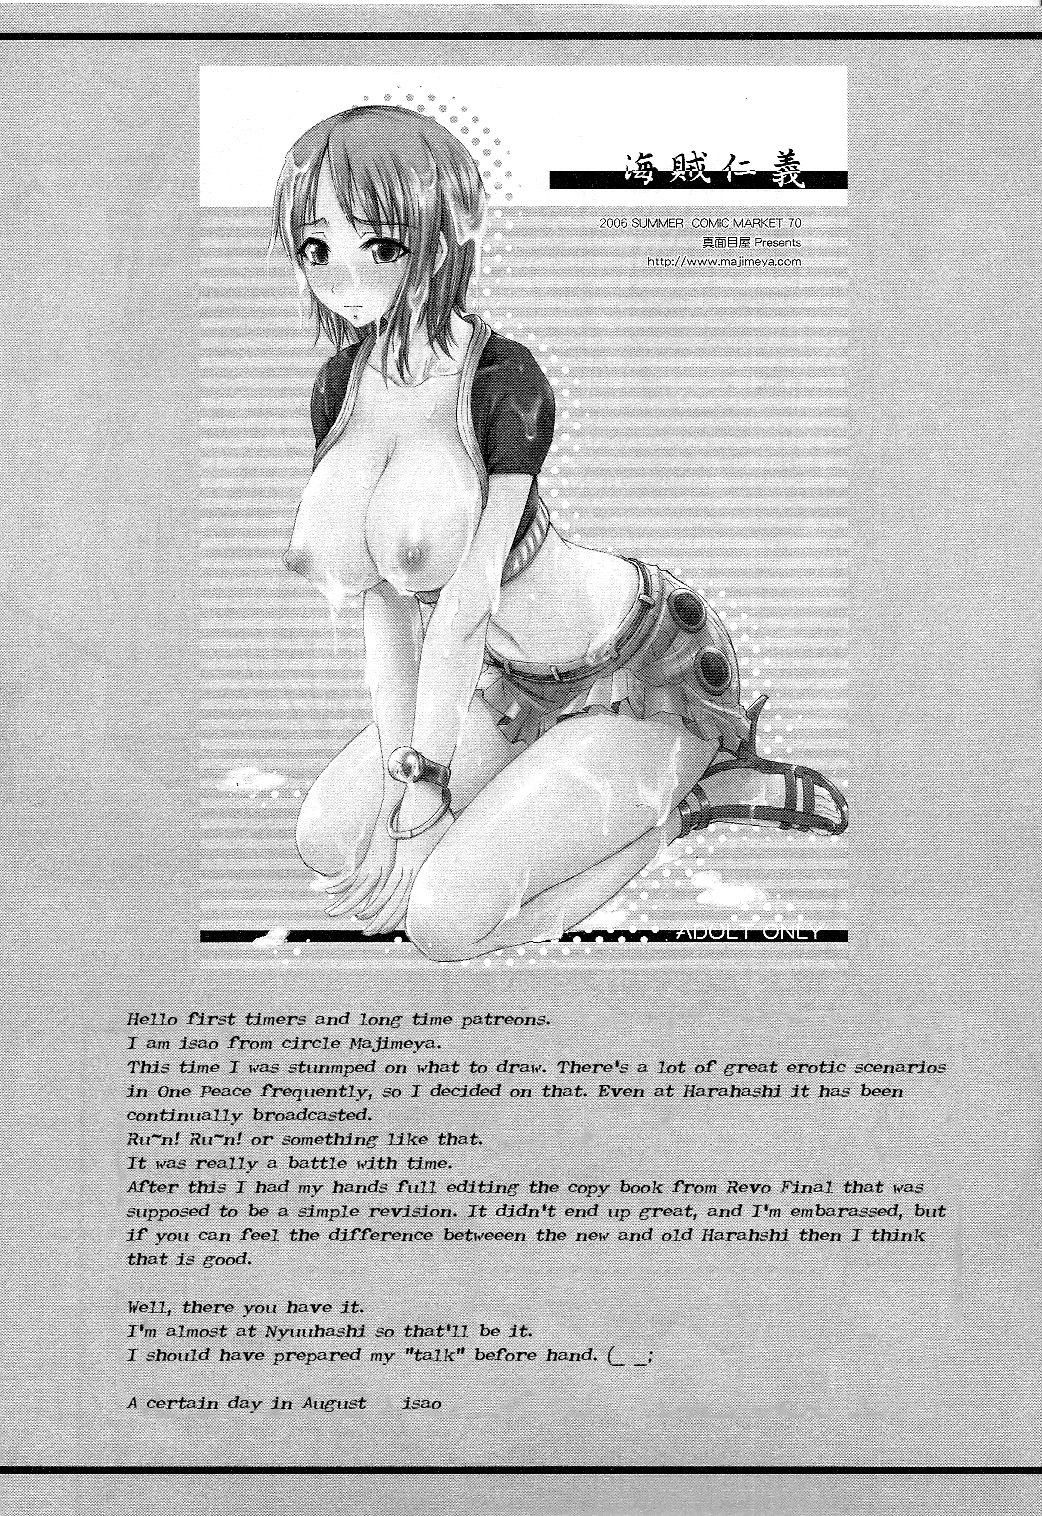 海賊仁義
2006 SUMMER COMIC MARKET 70
真面目屋 Presents
http://www.majimeya.com
ADULT ONLY
Hello first timers and long time patreons.
I am isao from circle Majimeya.
This time I was stunmped on what to draw. There's a lot of great erotic scenarios
in One Peace frequently, so I decided on that. Even at Harahashi it has been
continually broadcasted.
Ru~n! Ru~n! or something like that.
It was really a battle with time.
After this I had my hands full editing the copy book from Revo Final that was
supposed to be a simple revision. It didn't end up great, and I'm embarassed, but
if you can feel the difference betweeen the new and old Harahshi then I think
that is good.
Well, there you have it.
I'm almost at Nyuuhashi so that'll be it.
I should have prepared my "talk" before hand. (_ _;
A certain day in August isao